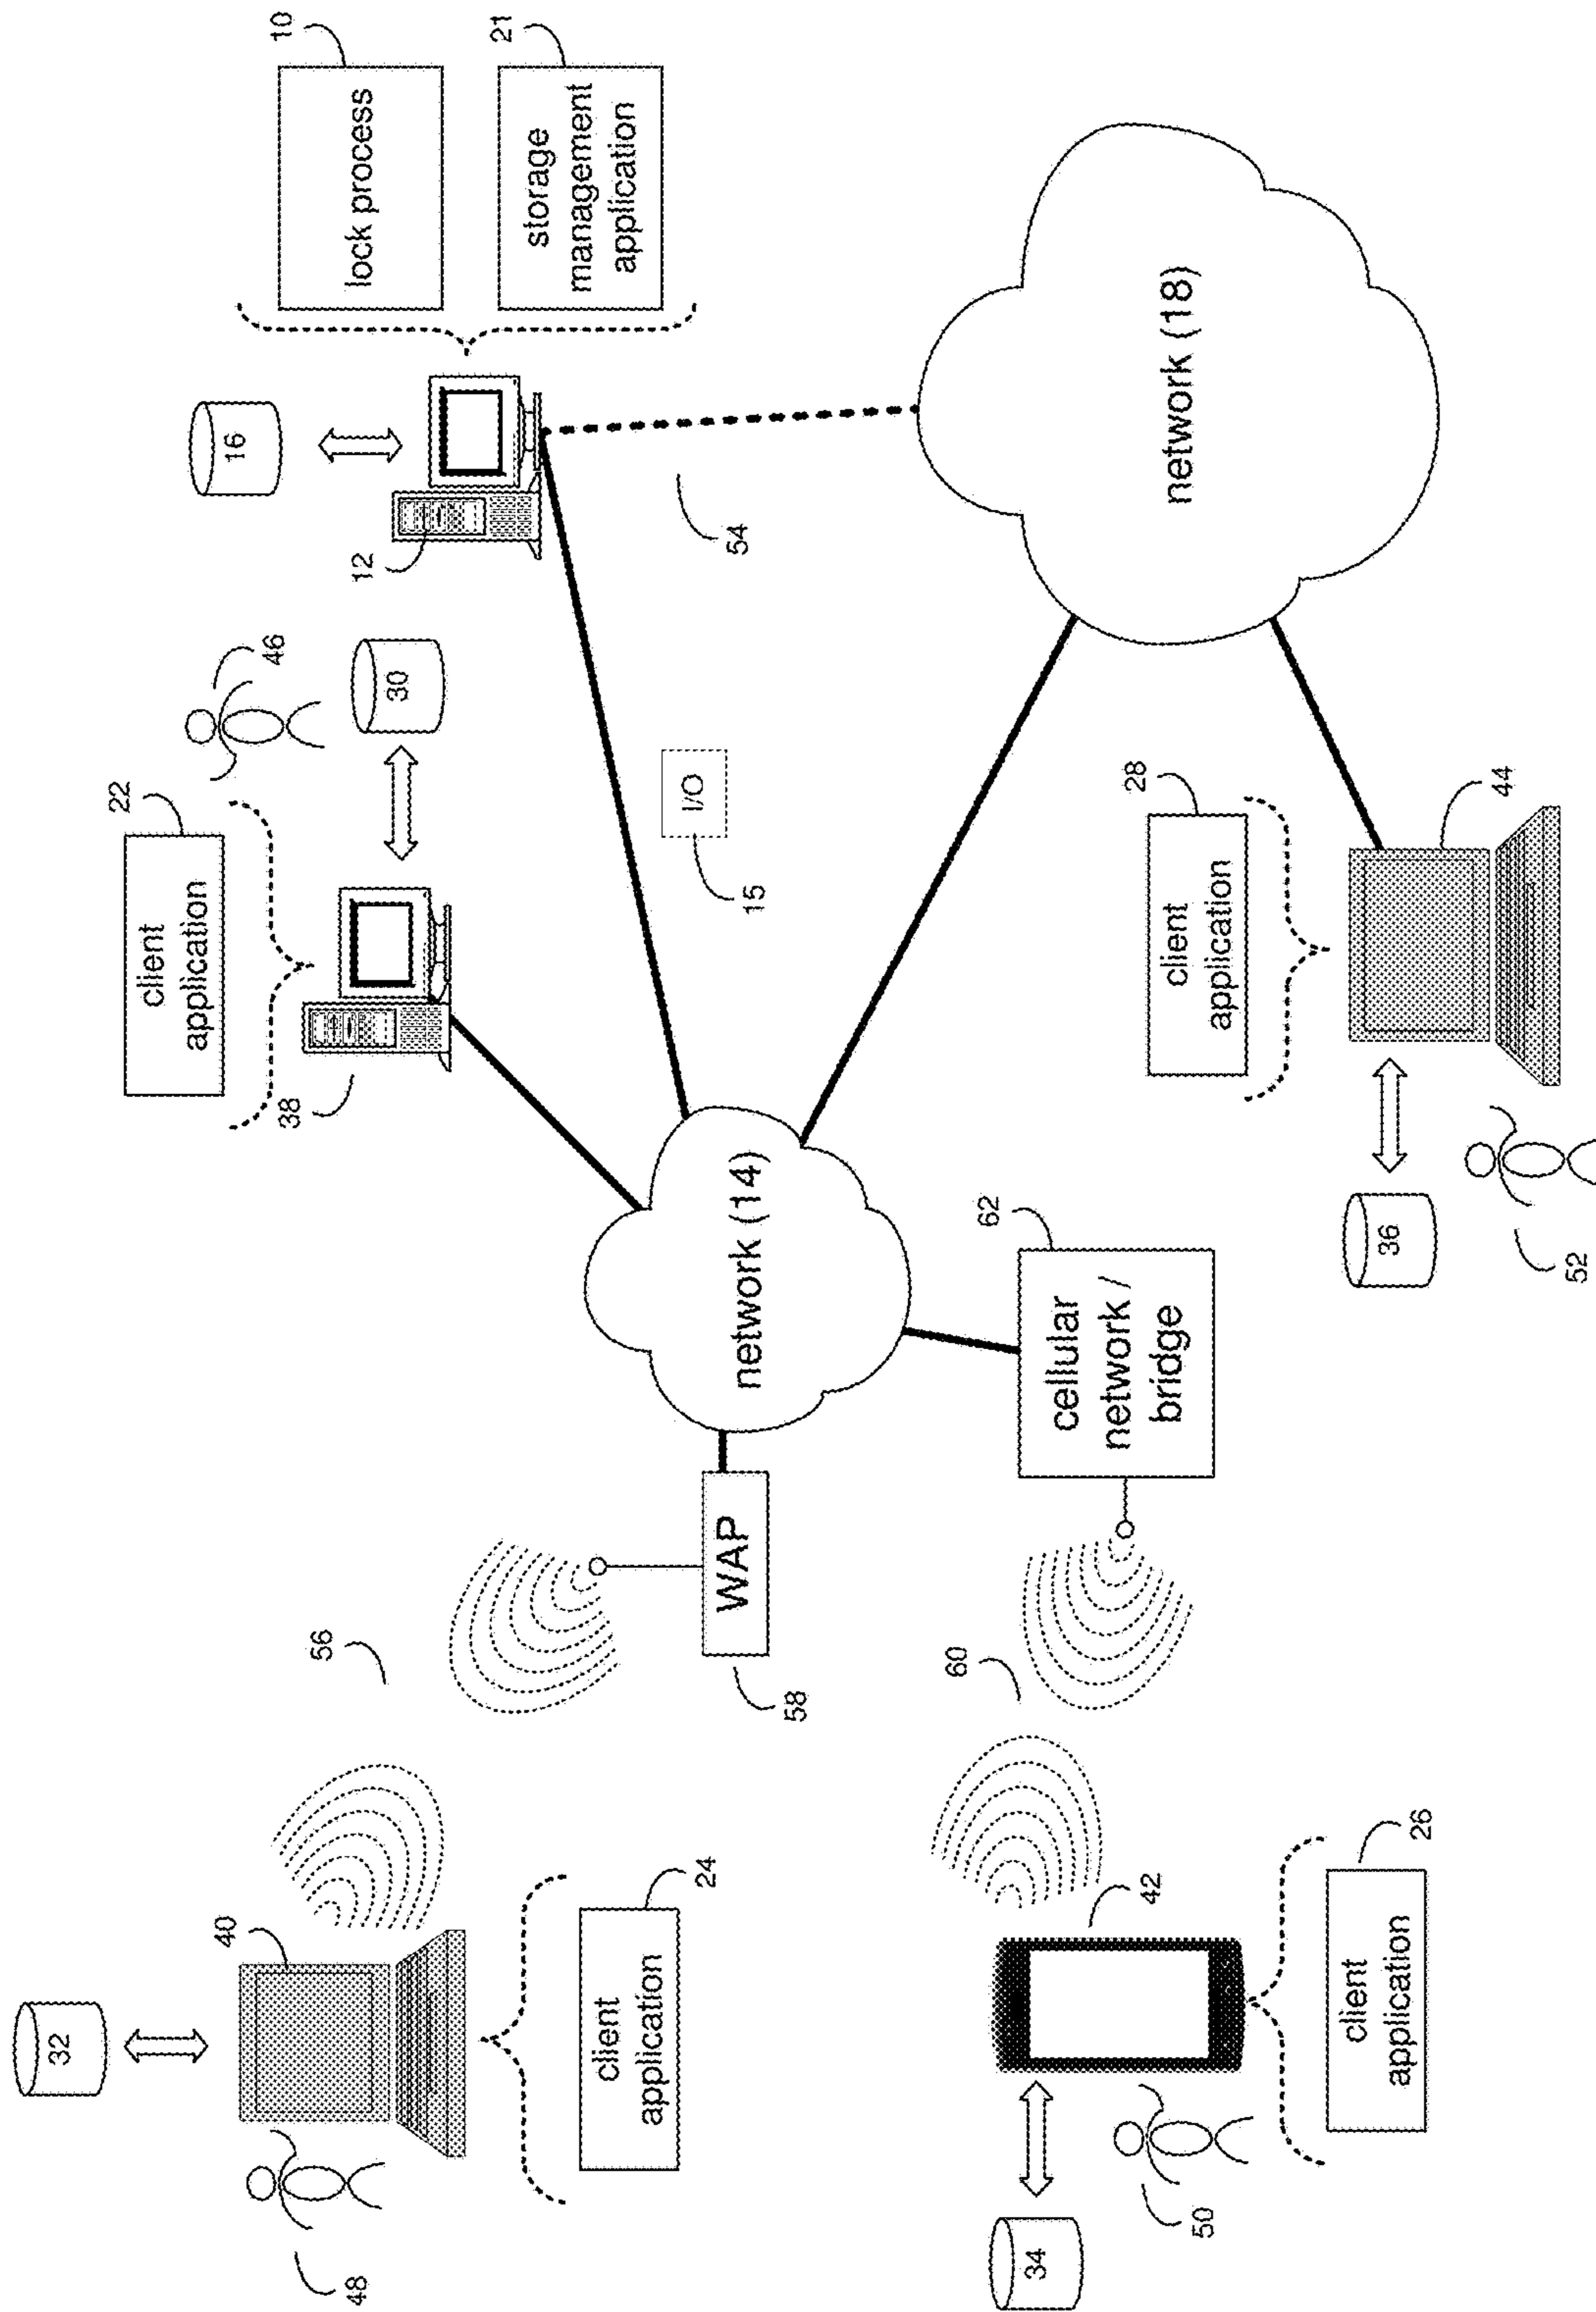 32
48
40
client
application
24
56
WAP
58
34
50
42
client
application
26
60
cellular
network /
bridge
62
network (14)
client
application
22
38
46
30
16
12
lock process
10
storage
management
application
21
I/O
15
54
network (18)
client
application
28
44
36
52